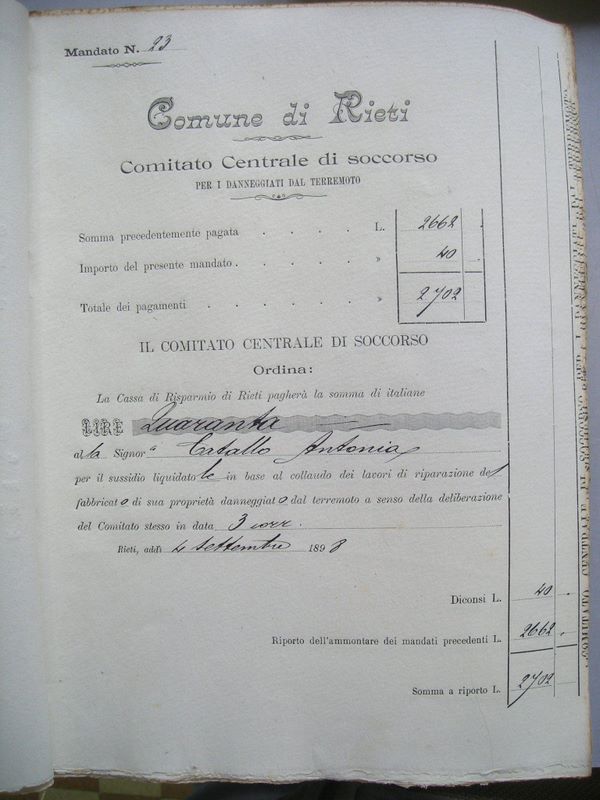 Mandato N. 23
Comune di Rieti
Comitato Centrale di soccorso
PER I DANNEGGIATI DAL TERREMOTO
Somma precedentemente pagata . . . . L. 2662
Importo del presente mandato . . . . » 40
Totale dei pagamenti . . . . . » 2702
IL COMITATO CENTRALE DI SOCCORSO
Ordina:
La Cassa di Risparmio di Rieti pagherà la somma di italiane
LIRE Quaranta
alla Signora Catallo Antonia
per il sussidio liquidatole in base al collaudo dei lavori di riparazione del
fabbricato di sua proprietà danneggiato dal terremoto a senso della deliberazione
del Comitato stesso in data 3 corr.
Rieti, addì 4 settembre 1898
Diconsi L. 40
Riporto dell'ammontare dei mandati precedenti L. 2662
Somma a riporto L. 2702